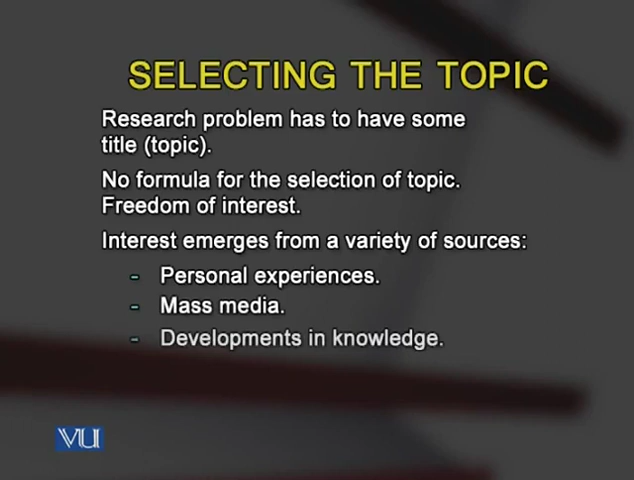 SELECTING THE TOPIC
Research problem has to have some
title (topic).
No formula for the selection of topic.
Freedom of interest.
Interest emerges from a variety of sources:
- Personal experiences.
- Mass media.
- Developments in knowledge.
VU